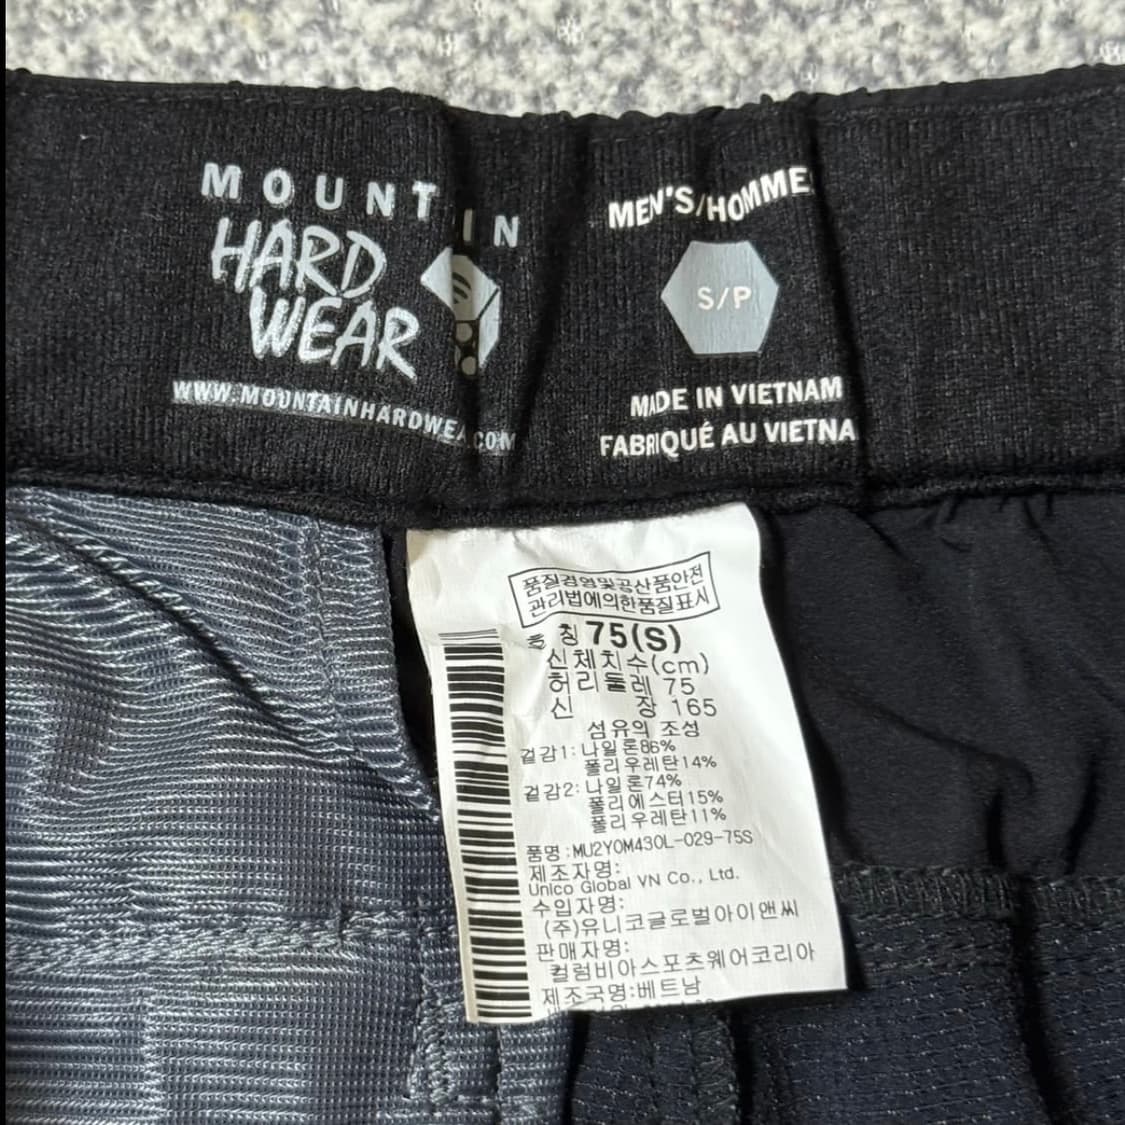 MOUNTAIN
HARD
WEAR
WWW.MOUNTAINHARDWEAR.COM
MEN'S/HOMMES
S/P
MADE IN VIETNAM
FABRIQUÉ AU VIETNA
품질경영및공산품안전
관리법에의한품질표시
호 칭 75(S)
신체치수(cm)
허리둘레 75
신 장 165
섬유의 조성
겉감1: 나일론86%
폴리우레탄14%
겉감2: 나일론74%
폴리에스터15%
폴리우레탄11%
품명:MU2YOM430L-029-75S
제조자명:
Unico Global VN Co., Ltd.
수입자명:
(주)유니코글로벌아이앤씨
판매자명:
컬럼비아스포츠웨어코리아
제조국명:베트남